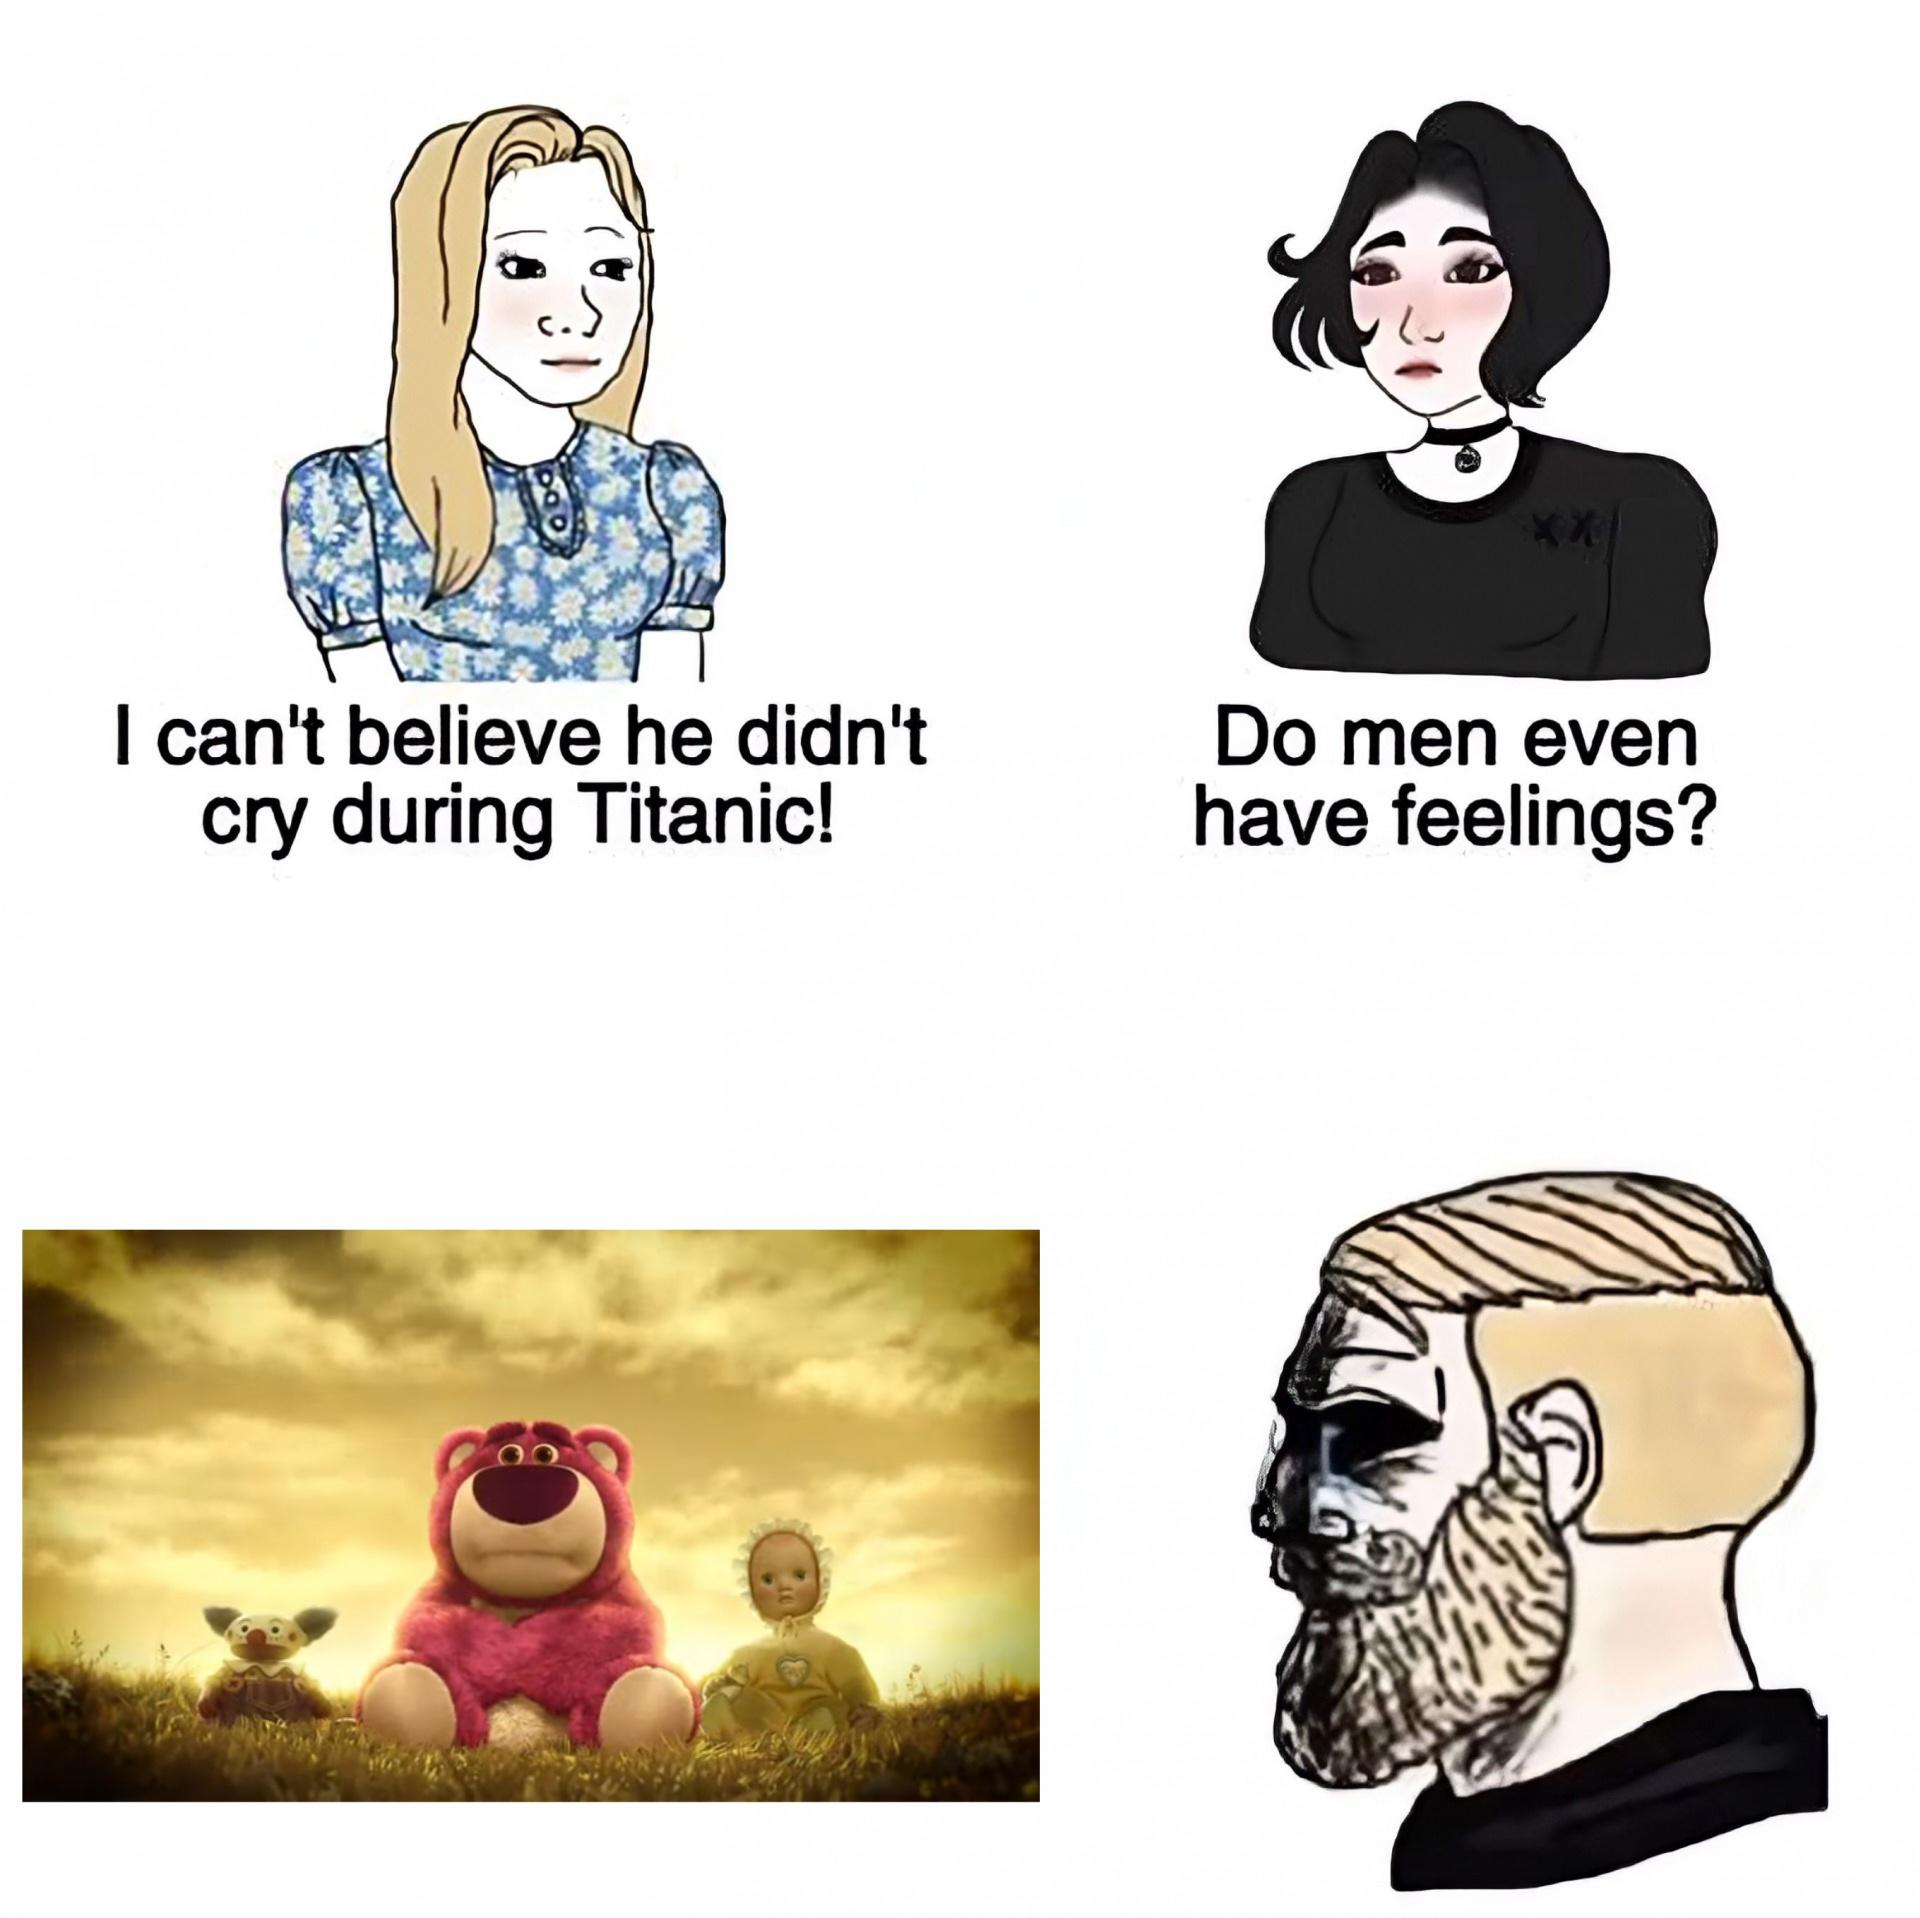 I can't believe he didn't
cry during Titanic!
Do men even
have feelings?